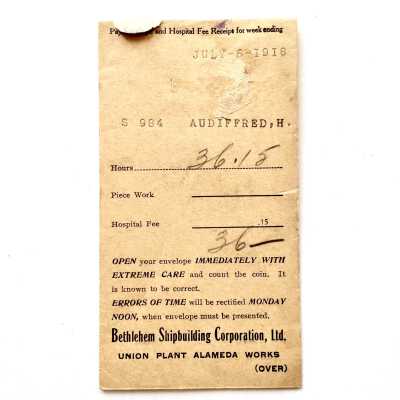 and Hospital Fee Receipt for week ending
JULY-6-1918
S 984 AUDIFFRED, H.
Hours 36.15
Piece Work
Hospital Fee .15
36—
OPEN your envelope IMMEDIATELY WITH
EXTREME CARE and count the coin. It
is known to be correct.
ERRORS OF TIME will be rectified MONDAY
NOON, when envelope must be presented.
Bethlehem Shipbuilding Corporation, Ltd.
UNION PLANT ALAMEDA WORKS
(OVER)